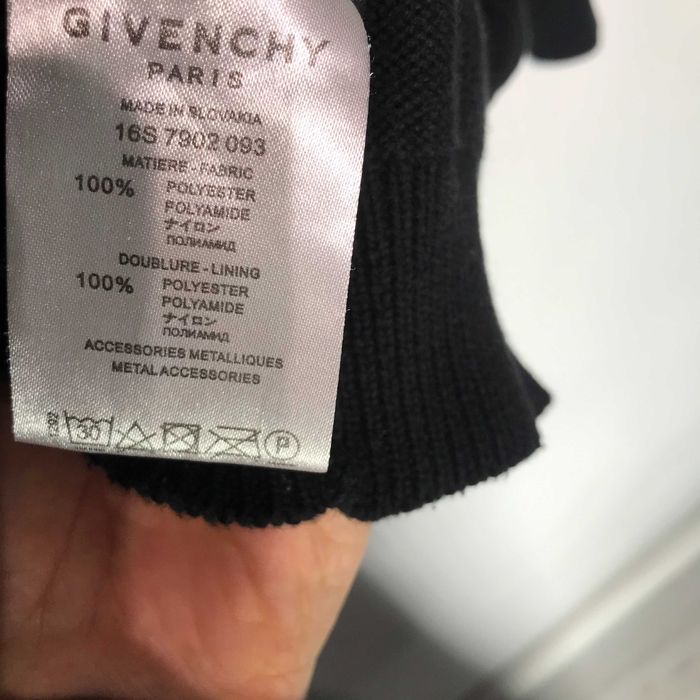 GIVENCHY
PARIS
MADE IN SLOVAKIA
16S 7902 093
MATIERE - FABRIC
100% POLYESTER
POLYAMIDE
ナイロン
ПОЛИАМИД
DOUBLURE - LINING
100% POLYESTER
POLYAMIDE
ナイロン
ПОЛИАМИД
ACCESSORIES METALLIQUES
METAL ACCESSORIES
30 P